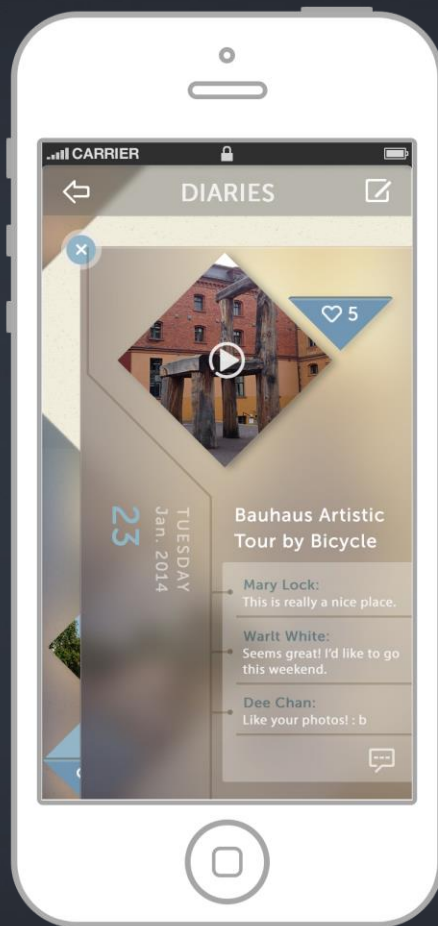 CARRIER
DIARIES
5
TUESDAY
Jan. 2014
23
Bauhaus Artistic
Tour by Bicycle
Mary Lock:
This is really a nice place.
Warlt White:
Seems great! I'd like to go
this weekend.
Dee Chan:
Like your photos! : b